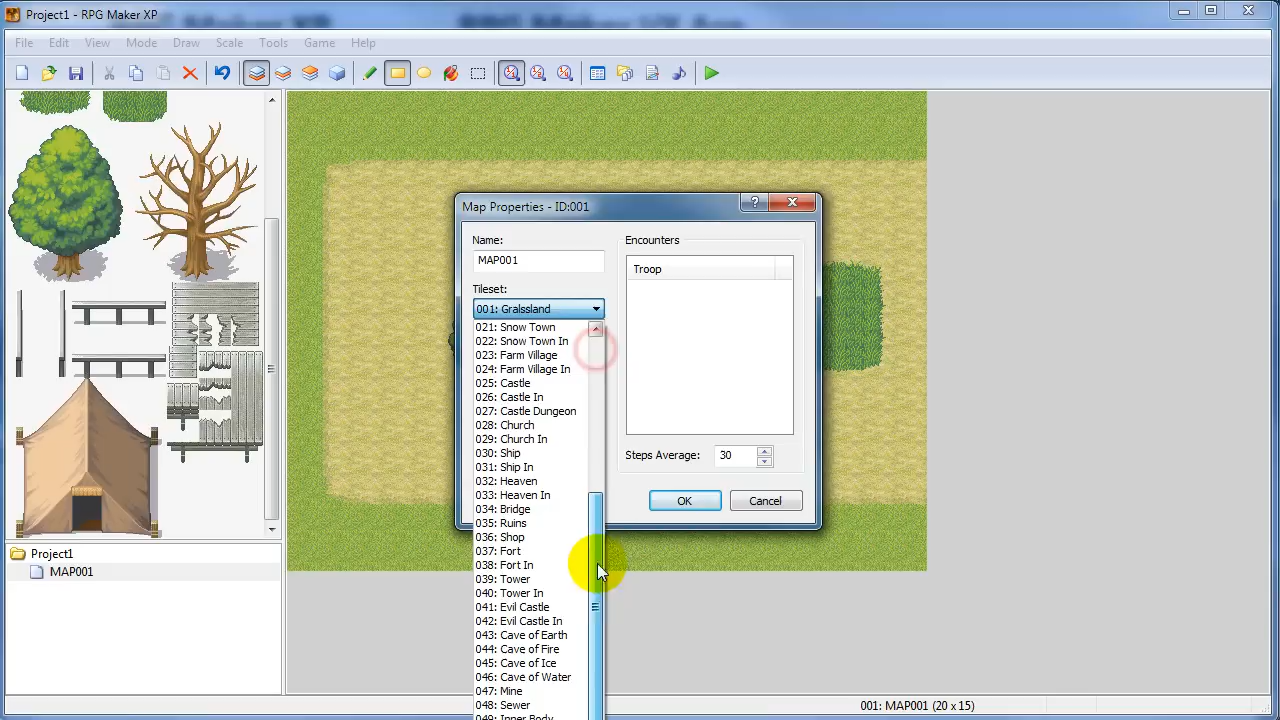 Project1 - RPG Maker XP
File Edit View Mode Draw Scale Tools Game Help
Map Properties - ID:001
Name:
MAP001
Tileset:
001: Gralssland
021: Snow Town
022: Snow Town In
023: Farm Village
024: Farm Village In
025: Castle
026: Castle In
027: Castle Dungeon
028: Church
029: Church In
030: Ship
031: Ship In
032: Heaven
033: Heaven In
034: Bridge
035: Ruins
036: Shop
037: Fort
038: Fort In
039: Tower
040: Tower In
041: Evil Castle
042: Evil Castle In
043: Cave of Earth
044: Cave of Fire
045: Cave of Ice
046: Cave of Water
047: Mine
048: Sewer
049: Inner Body
Encounters
Troop
Steps Average: 30
OK Cancel
Project1
MAP001
001: MAP001 (20 x 15)